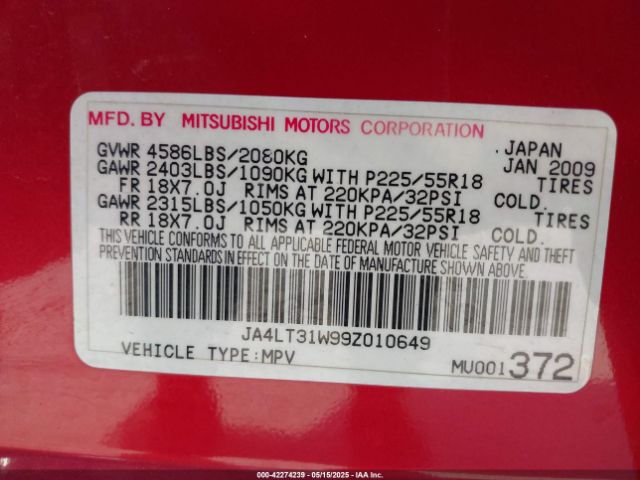 MFD. BY MITSUBISHI MOTORS CORPORATION
GVWR 4586LBS/2080KG , JAPAN
GAWR 2403LBS/1090KG WITH P225/55R18 JAN 2009
FR 18X7.0J RIMS AT 220KPA/32PSI TIRES
GAWR 2315LBS/1050KG WITH P225/55R18 COLD.
RR 18X7.0J RIMS AT 220KPA/32PSI TIRES
COLD.
THIS VEHICLE CONFORMS TO ALL APPLICABLE FEDERAL MOTOR VEHICLE SAFETY AND THEFT
PREVENTION STANDARDS IN EFFECT ON THE DATE OF MANUFACTURE SHOWN ABOVE.
JA4LT31W99Z010649
VEHICLE TYPE:MPV MU001372
000-42274239 - 05/15/2025 - IAA Inc.